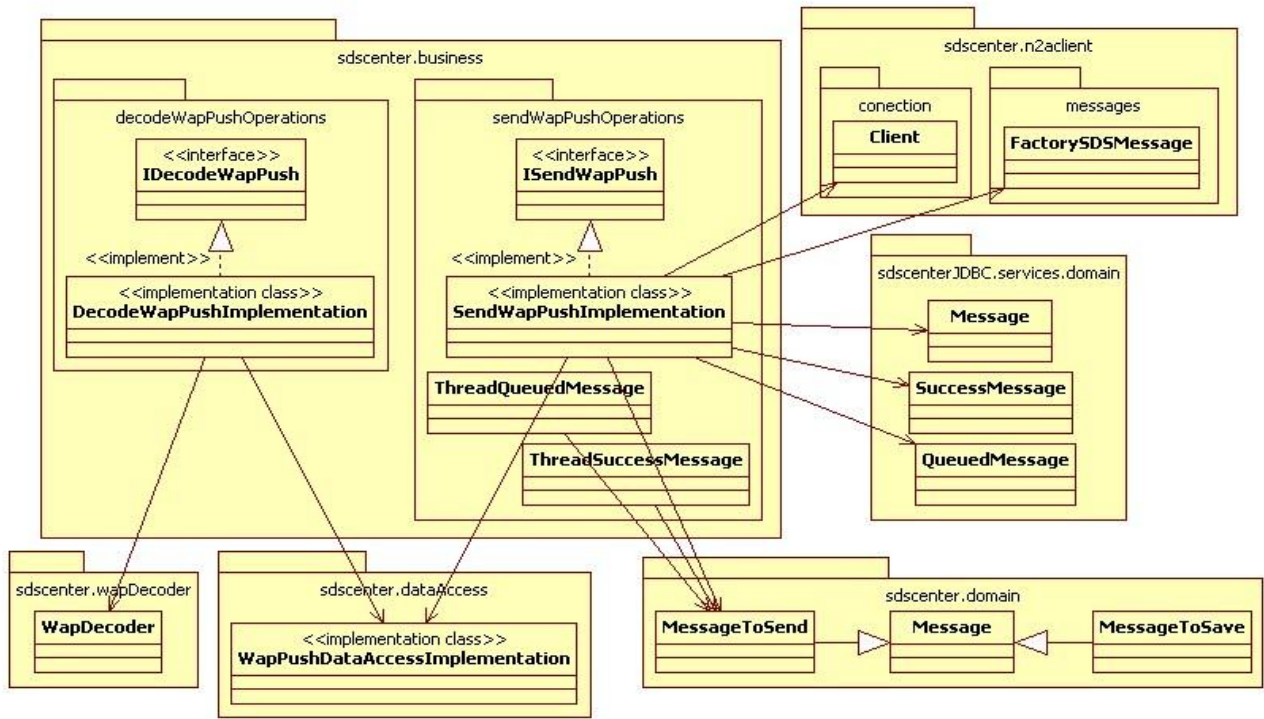 sdscenter.business
decodeWapPushOperations
<<interface>>
IDecodeWapPush
<<implement>>
<<implementation class>>
DecodeWapPushImplementation
sendWapPushOperations
<<interface>>
ISendWapPush
<<implement>>
<<implementation class>>
SendWapPushImplementation
ThreadQueuedMessage
ThreadSuccessMessage
sdscenter.n2aclient
conection
Client
messages
FactorySDSMessage
sdscenterJDBC.services.domain
Message
SuccessMessage
QueuedMessage
sdscenter.wapDecoder
WapDecoder
sdscenter.dataAccess
<<implementation class>>
WapPushDataAccessImplementation
sdscenter.domain
MessageToSend
Message
MessageToSave